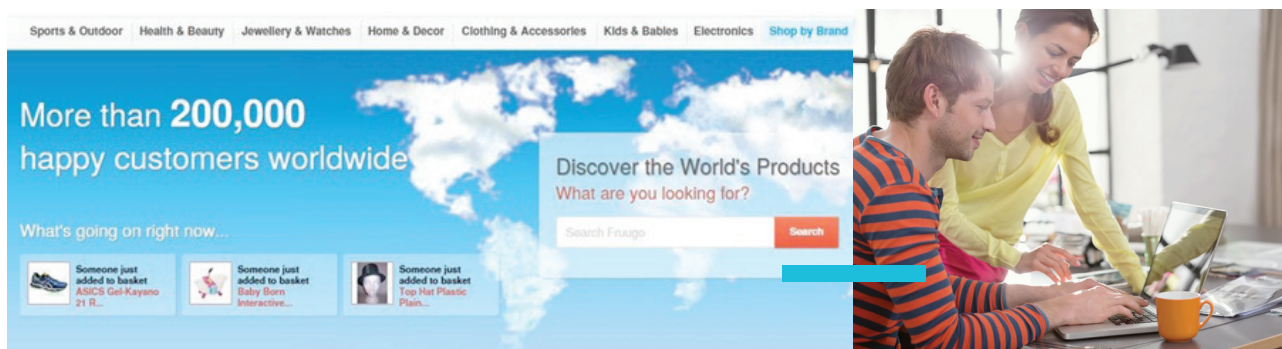 Sports & Outdoor Health & Beauty Jewellery & Watches Home & Decor Clothing & Accessories Kids & Babies Electronics Shop by Brand
More than 200,000
happy customers worldwide
Discover the World's Products
What are you looking for?
Search Fruugo Search
What's going on right now...
Someone just
added to basket
ASICS Gel-Kayano
21 R...
Someone just
added to basket
Baby Born
Interactive...
Someone just
added to basket
Top Hat Plastic
Plain...